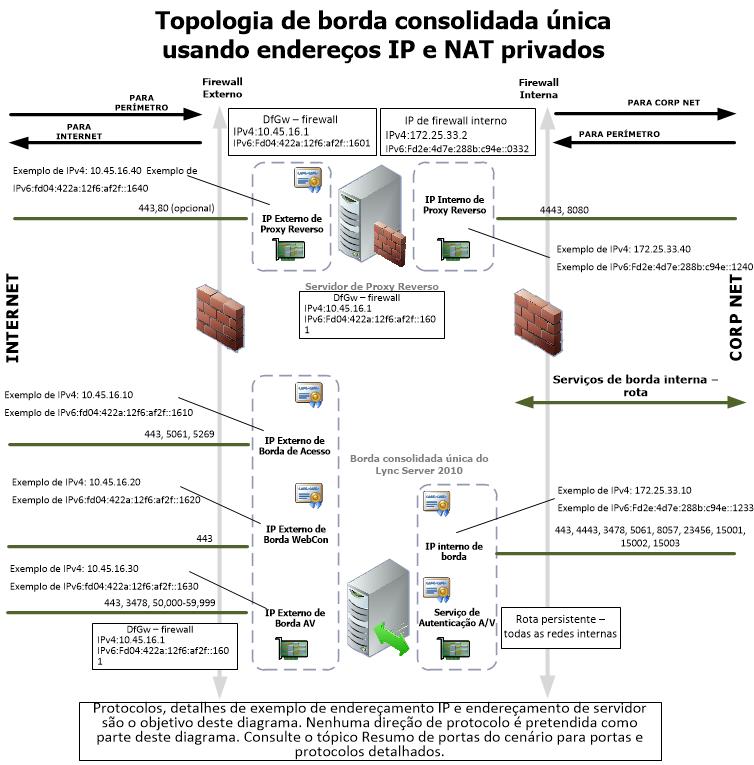 Topologia de borda consolidada única
usando endereços IP e NAT privados
Firewall
Externo
Firewall
Interna
PARA
PERÍMETRO
PARA
INTERNET
DfGw – firewall
IPv4:10.45.16.1
IPv6:Fd04:422a:12f6:af2f::1601
IP de firewall interno
IPv4:172.25.33.2
IPv6:Fd2e:4d7e:288b:c94e::0332
PARA CORP NET
PARA PERÍMETRO
Exemplo de IPv4: 10.45.16.40 Exemplo de
IPv6:fd04:422a:12f6:af2f::1640
443,80 (opcional)
IP Externo de
Proxy Reverso
IP Interno de
Proxy Reverso
4443, 8080
Exemplo de IPv4: 172.25.33.40
Exemplo de IPv6:Fd2e:4d7e:288b:c94e::1240
Servidor de Proxy Reverso
DfGw – firewall
IPv4:10.45.16.1
IPv6:Fd04:422a:12f6:af2f::160
1
INTERNET
CORP NET
Serviços de borda interna –
rota
Exemplo de IPv4: 10.45.16.10
Exemplo de IPv6:fd04:422a:12f6:af2f::1610
443, 5061, 5269
IP Externo de
Borda de Acesso
Borda consolidada única do
Lync Server 2010
Exemplo de IPv4: 10.45.16.20
Exemplo de IPv6:fd04:422a:12f6:af2f::1620
443
IP Externo de
Borda WebCon
Exemplo de IPv4: 172.25.33.10
Exemplo de IPv6:Fd2e:4d7e:288b:c94e::1233
443, 4443, 3478, 5061, 8057, 23456, 15001,
15002, 15003
IP interno de
borda
Exemplo de IPv4: 10.45.16.30
Exemplo de IPv6:fd04:422a:12f6:af2f::1630
443, 3478, 50,000-59,999
IP Externo de
Borda AV
Serviço de
Autenticação A/V
Rota persistente –
todas as redes internas
DfGw – firewall
IPv4:10.45.16.1
IPv6:Fd04:422a:12f6:af2f::160
1
Protocolos, detalhes de exemplo de endereçamento IP e endereçamento de servidor
são o objetivo deste diagrama. Nenhuma direção de protocolo é pretendida como
parte deste diagrama. Consulte o tópico Resumo de portas do cenário para portas e
protocolos detalhados.